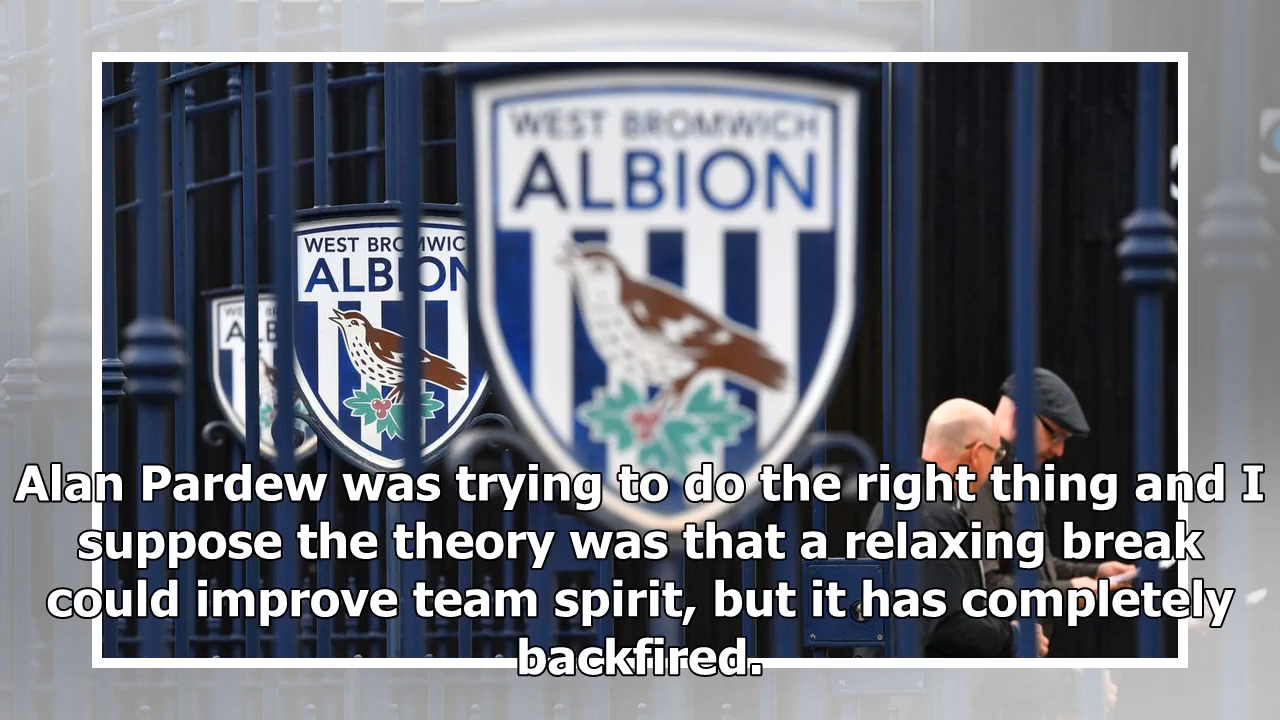 WEST BROMWICH
ALBION
WEST BROMWIC
ALBION
Alan Pardew was trying to do the right thing and I
suppose the theory was that a relaxing break
could improve team spirit, but it has completely
backfired.